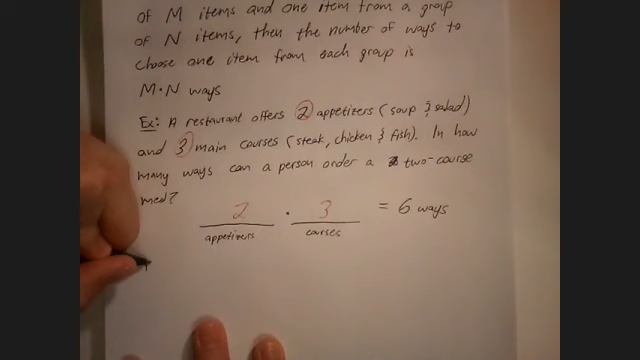 of M items and one item from a group
of N items, then the number of ways to
choose one item from each group is
M·N ways
Ex: A restaurant offers 2 appetizers (soup & salad)
and 3 main courses (steak, chicken & fish). In how
many ways can a person order a two-course
meal?
2 · 3 = 6 ways
appetizers courses